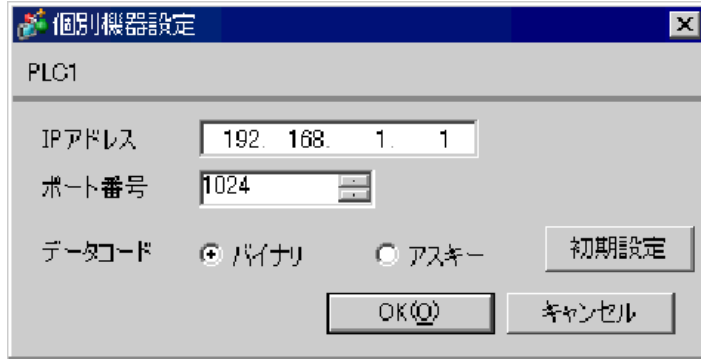 個別機器設定
PLC1
IPアドレス 192. 168. 1. 1
ポート番号 1024
データコード バイナリ アスキー 初期設定
OK(O) キャンセル